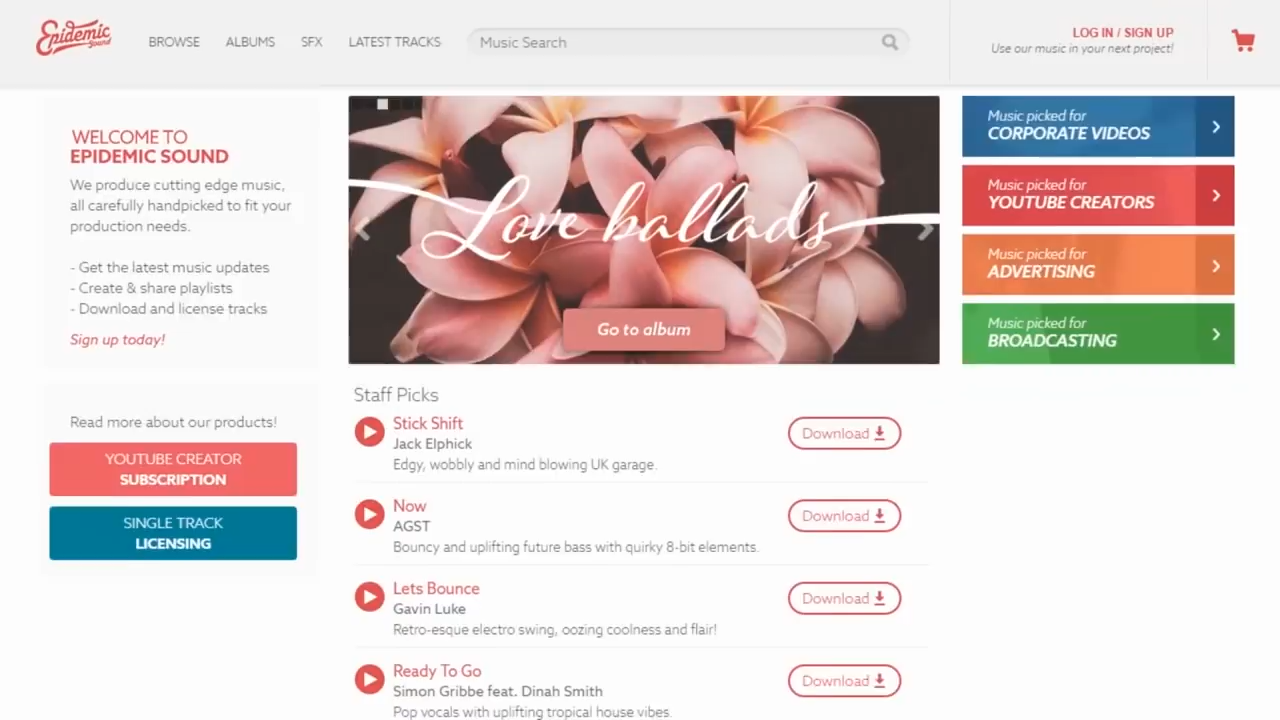 Epidemic
Sound
BROWSE
ALBUMS
SFX
LATEST TRACKS
Music Search
LOG IN / SIGN UP
Use our music in your next project!
WELCOME TO
EPIDEMIC SOUND
We produce cutting edge music,
all carefully handpicked to fit your
production needs.
- Get the latest music updates
- Create & share playlists
- Download and license tracks
Sign up today!
Read more about our products!
YOUTUBE CREATOR
SUBSCRIPTION
SINGLE TRACK
LICENSING
Love ballads
Go to album
Staff Picks
Stick Shift
Jack Elphick
Edgy, wobbly and mind blowing UK garage.
Download
Now
AGST
Bouncy and uplifting future bass with quirky 8-bit elements.
Download
Lets Bounce
Gavin Luke
Retro-esque electro swing, oozing coolness and flair!
Download
Ready To Go
Simon Gribbe feat. Dinah Smith
Pop vocals with uplifting tropical house vibes.
Download
Music picked for
CORPORATE VIDEOS
Music picked for
YOUTUBE CREATORS
Music picked for
ADVERTISING
Music picked for
BROADCASTING